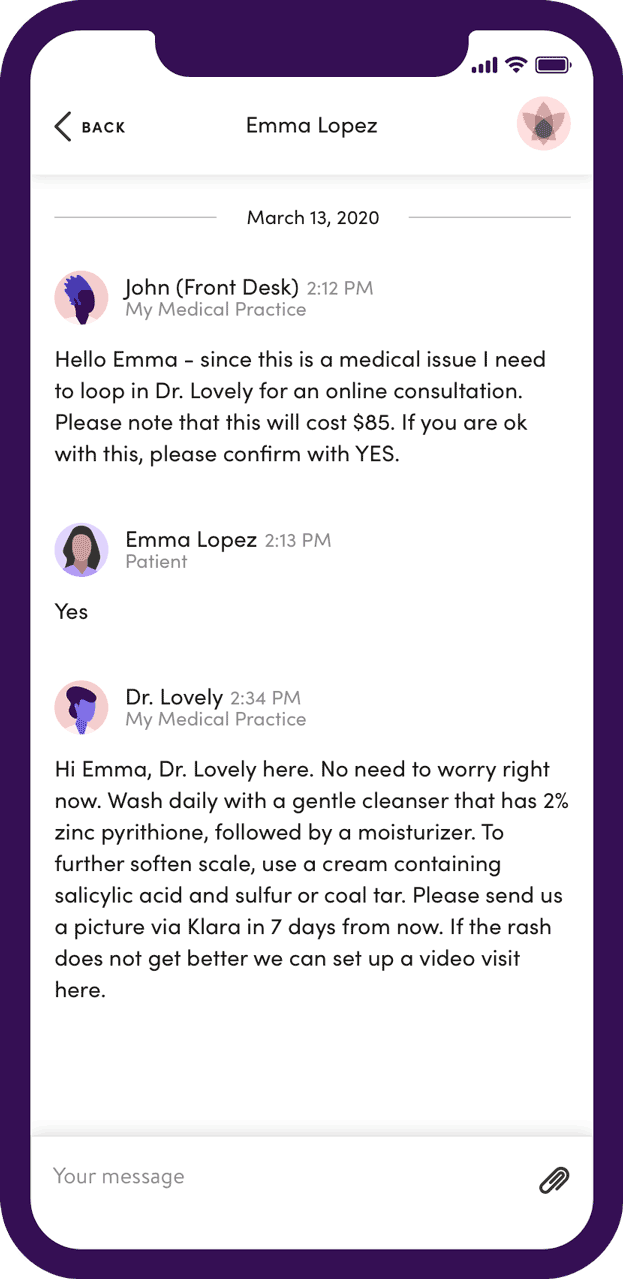 BACK
Emma Lopez
March 13, 2020
John (Front Desk) 2:12 PM
My Medical Practice
Hello Emma - since this is a medical issue I need
to loop in Dr. Lovely for an online consultation.
Please note that this will cost $85. If you are ok
with this, please confirm with YES.
Emma Lopez 2:13 PM
Patient
Yes
Dr. Lovely 2:34 PM
My Medical Practice
Hi Emma, Dr. Lovely here. No need to worry right
now. Wash daily with a gentle cleanser that has 2%
zinc pyrithione, followed by a moisturizer. To
further soften scale, use a cream containing
salicylic acid and sulfur or coal tar. Please send us
a picture via Klara in 7 days from now. If the rash
does not get better we can set up a video visit
here.
Your message